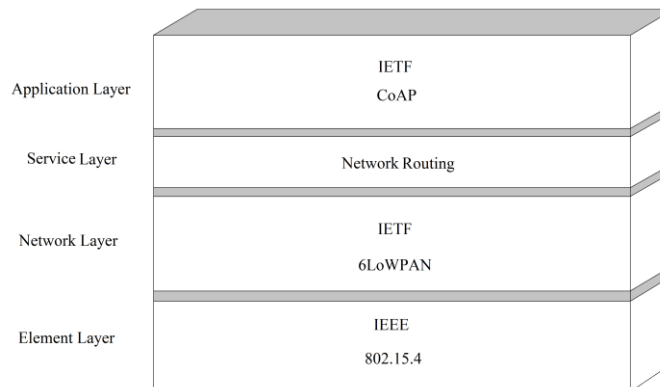 IETF
Application Layer
CoAP
Service Layer
Network Routing
IETF
Network Layer
6LoWPAN
IEEE
Element Layer
802.15.4